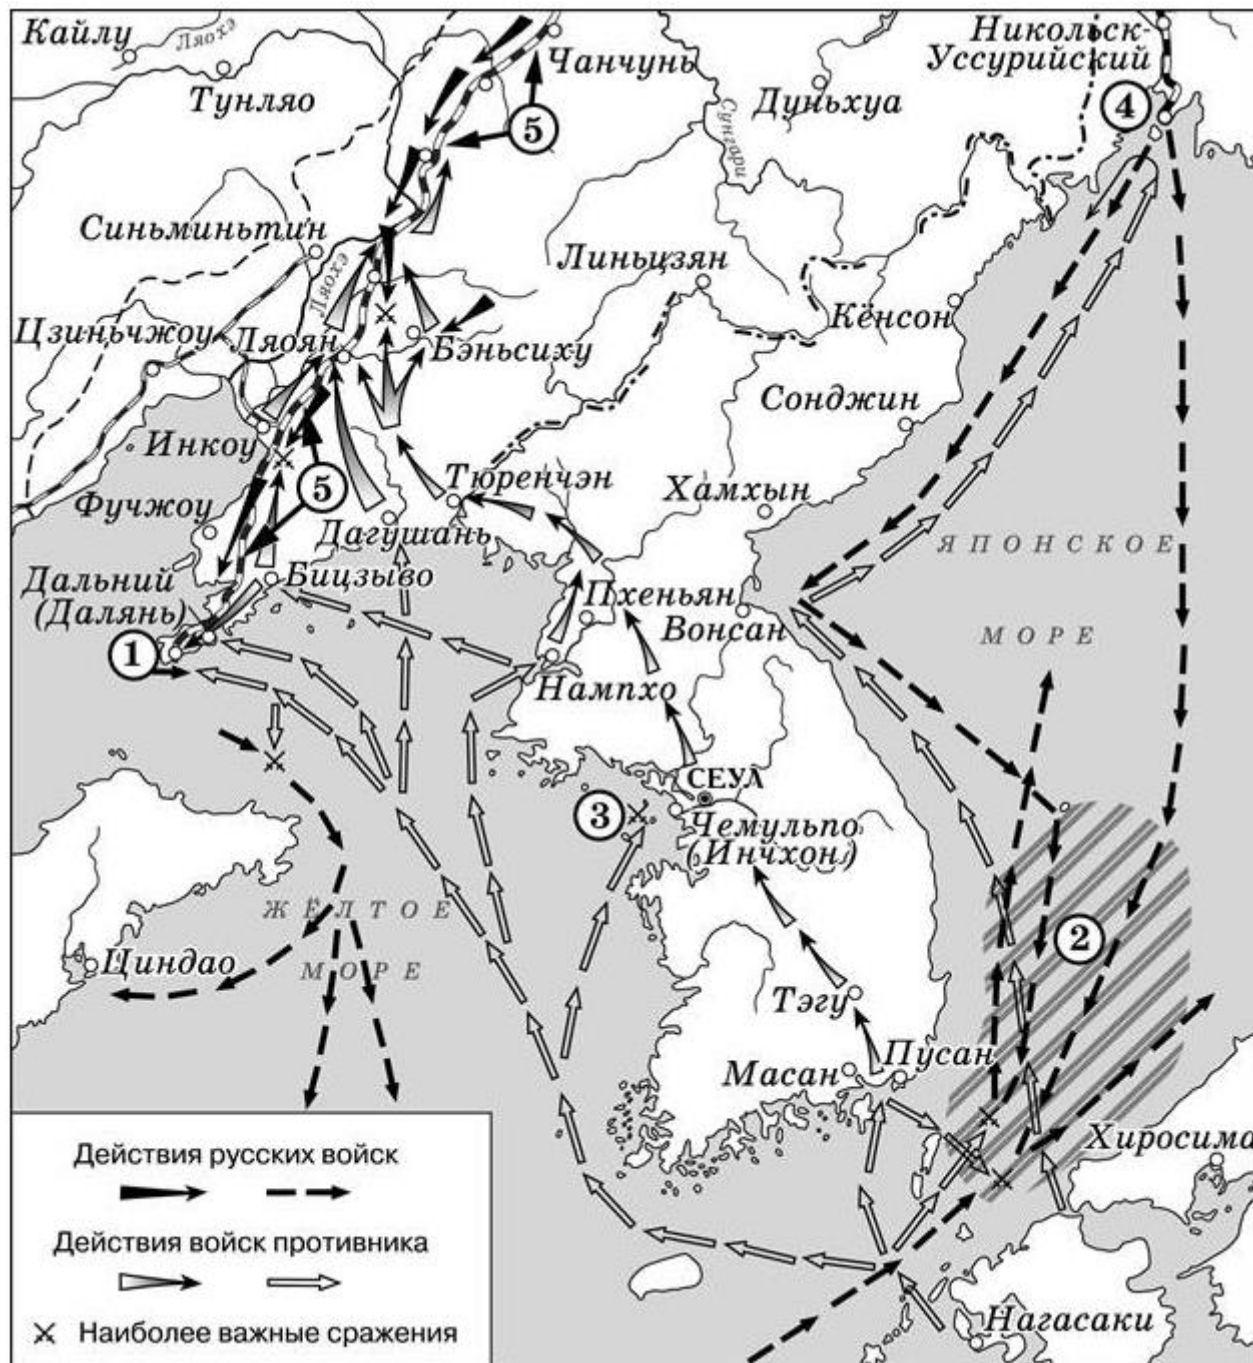 Кайлу
Ляохэ
Тунляо
Чанчунь
5
Сунгари
Дуньхуа
Никольск-
Уссурийский
4
Синьминьтин
Ляохэ
Линьцзян
Кёнсон
Цзиньчжоу
Ляоян
Бэньсиху
Сонджин
Инкоу
5
Тюренчэн
Хамхын
Фучжоу
Дагушань
ЯПОНСКОЕ
МОРЕ
Дальний
(Далянь)
Бицзыво
Пхеньян
Вонсан
1
Нампхо
СЕУЛ
3
Чемульпо
(Инчхон)
ЖЁЛТОЕ
МОРЕ
2
Циндао
Тэгу
Масан
Пусан
Хиросима
Нагасаки
Действия русских войск
Действия войск противника
Наиболее важные сражения